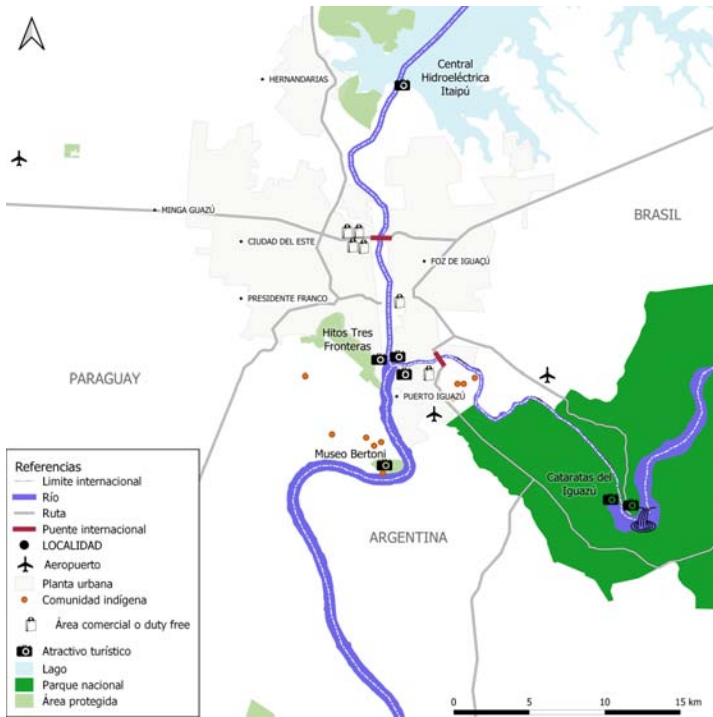 Central
Hidroeléctrica
Itaipú
HERNANDARIAS
MINGA GUAZÚ
BRASIL
CIUDAD DEL ESTE
FOZ DE IGUAÇÚ
PRESIDENTE FRANCO
Hitos Tres
Fronteras
PARAGUAY
PUERTO IGUAZÚ
Museo Bertoni
Cataratas del
Iguazú
ARGENTINA
Referencias
Limite internacional
Río
Ruta
Puente internacional
LOCALIDAD
Aeropuerto
Planta urbana
Comunidad indígena
Área comercial o duty free
Atractivo turístico
Lago
Parque nacional
Área protegida
0 5 10 15 km